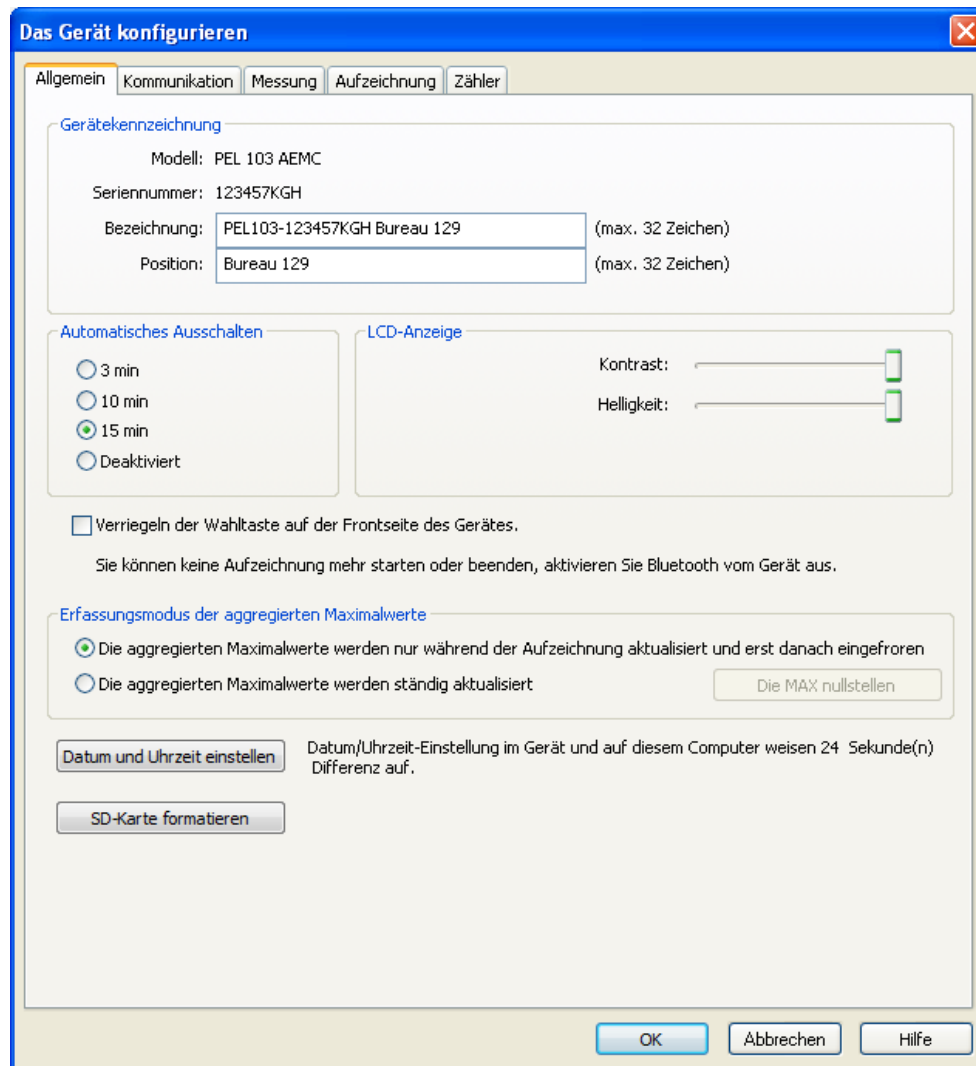 Das Gerät konfigurieren
Allgemein Kommunikation Messung Aufzeichnung Zähler
Gerätekennzeichnung
Modell: PEL 103 AEMC
Seriennummer: 123457KGH
Bezeichnung: PEL103-123457KGH Bureau 129 (max. 32 Zeichen)
Position: Bureau 129 (max. 32 Zeichen)
Automatisches Ausschalten
3 min
10 min
15 min
Deaktiviert
LCD-Anzeige
Kontrast:
Helligkeit:
Verriegeln der Wahltaste auf der Frontseite des Gerätes.
Sie können keine Aufzeichnung mehr starten oder beenden, aktivieren Sie Bluetooth vom Gerät aus.
Erfassungsmodus der aggregierten Maximalwerte
Die aggregierten Maximalwerte werden nur während der Aufzeichnung aktualisiert und erst danach eingefroren
Die aggregierten Maximalwerte werden ständig aktualisiert Die MAX nullstellen
Datum und Uhrzeit einstellen
Datum/Uhrzeit-Einstellung im Gerät und auf diesem Computer weisen 24 Sekunde(n)
Differenz auf.
SD-Karte formatieren
OK Abbrechen Hilfe